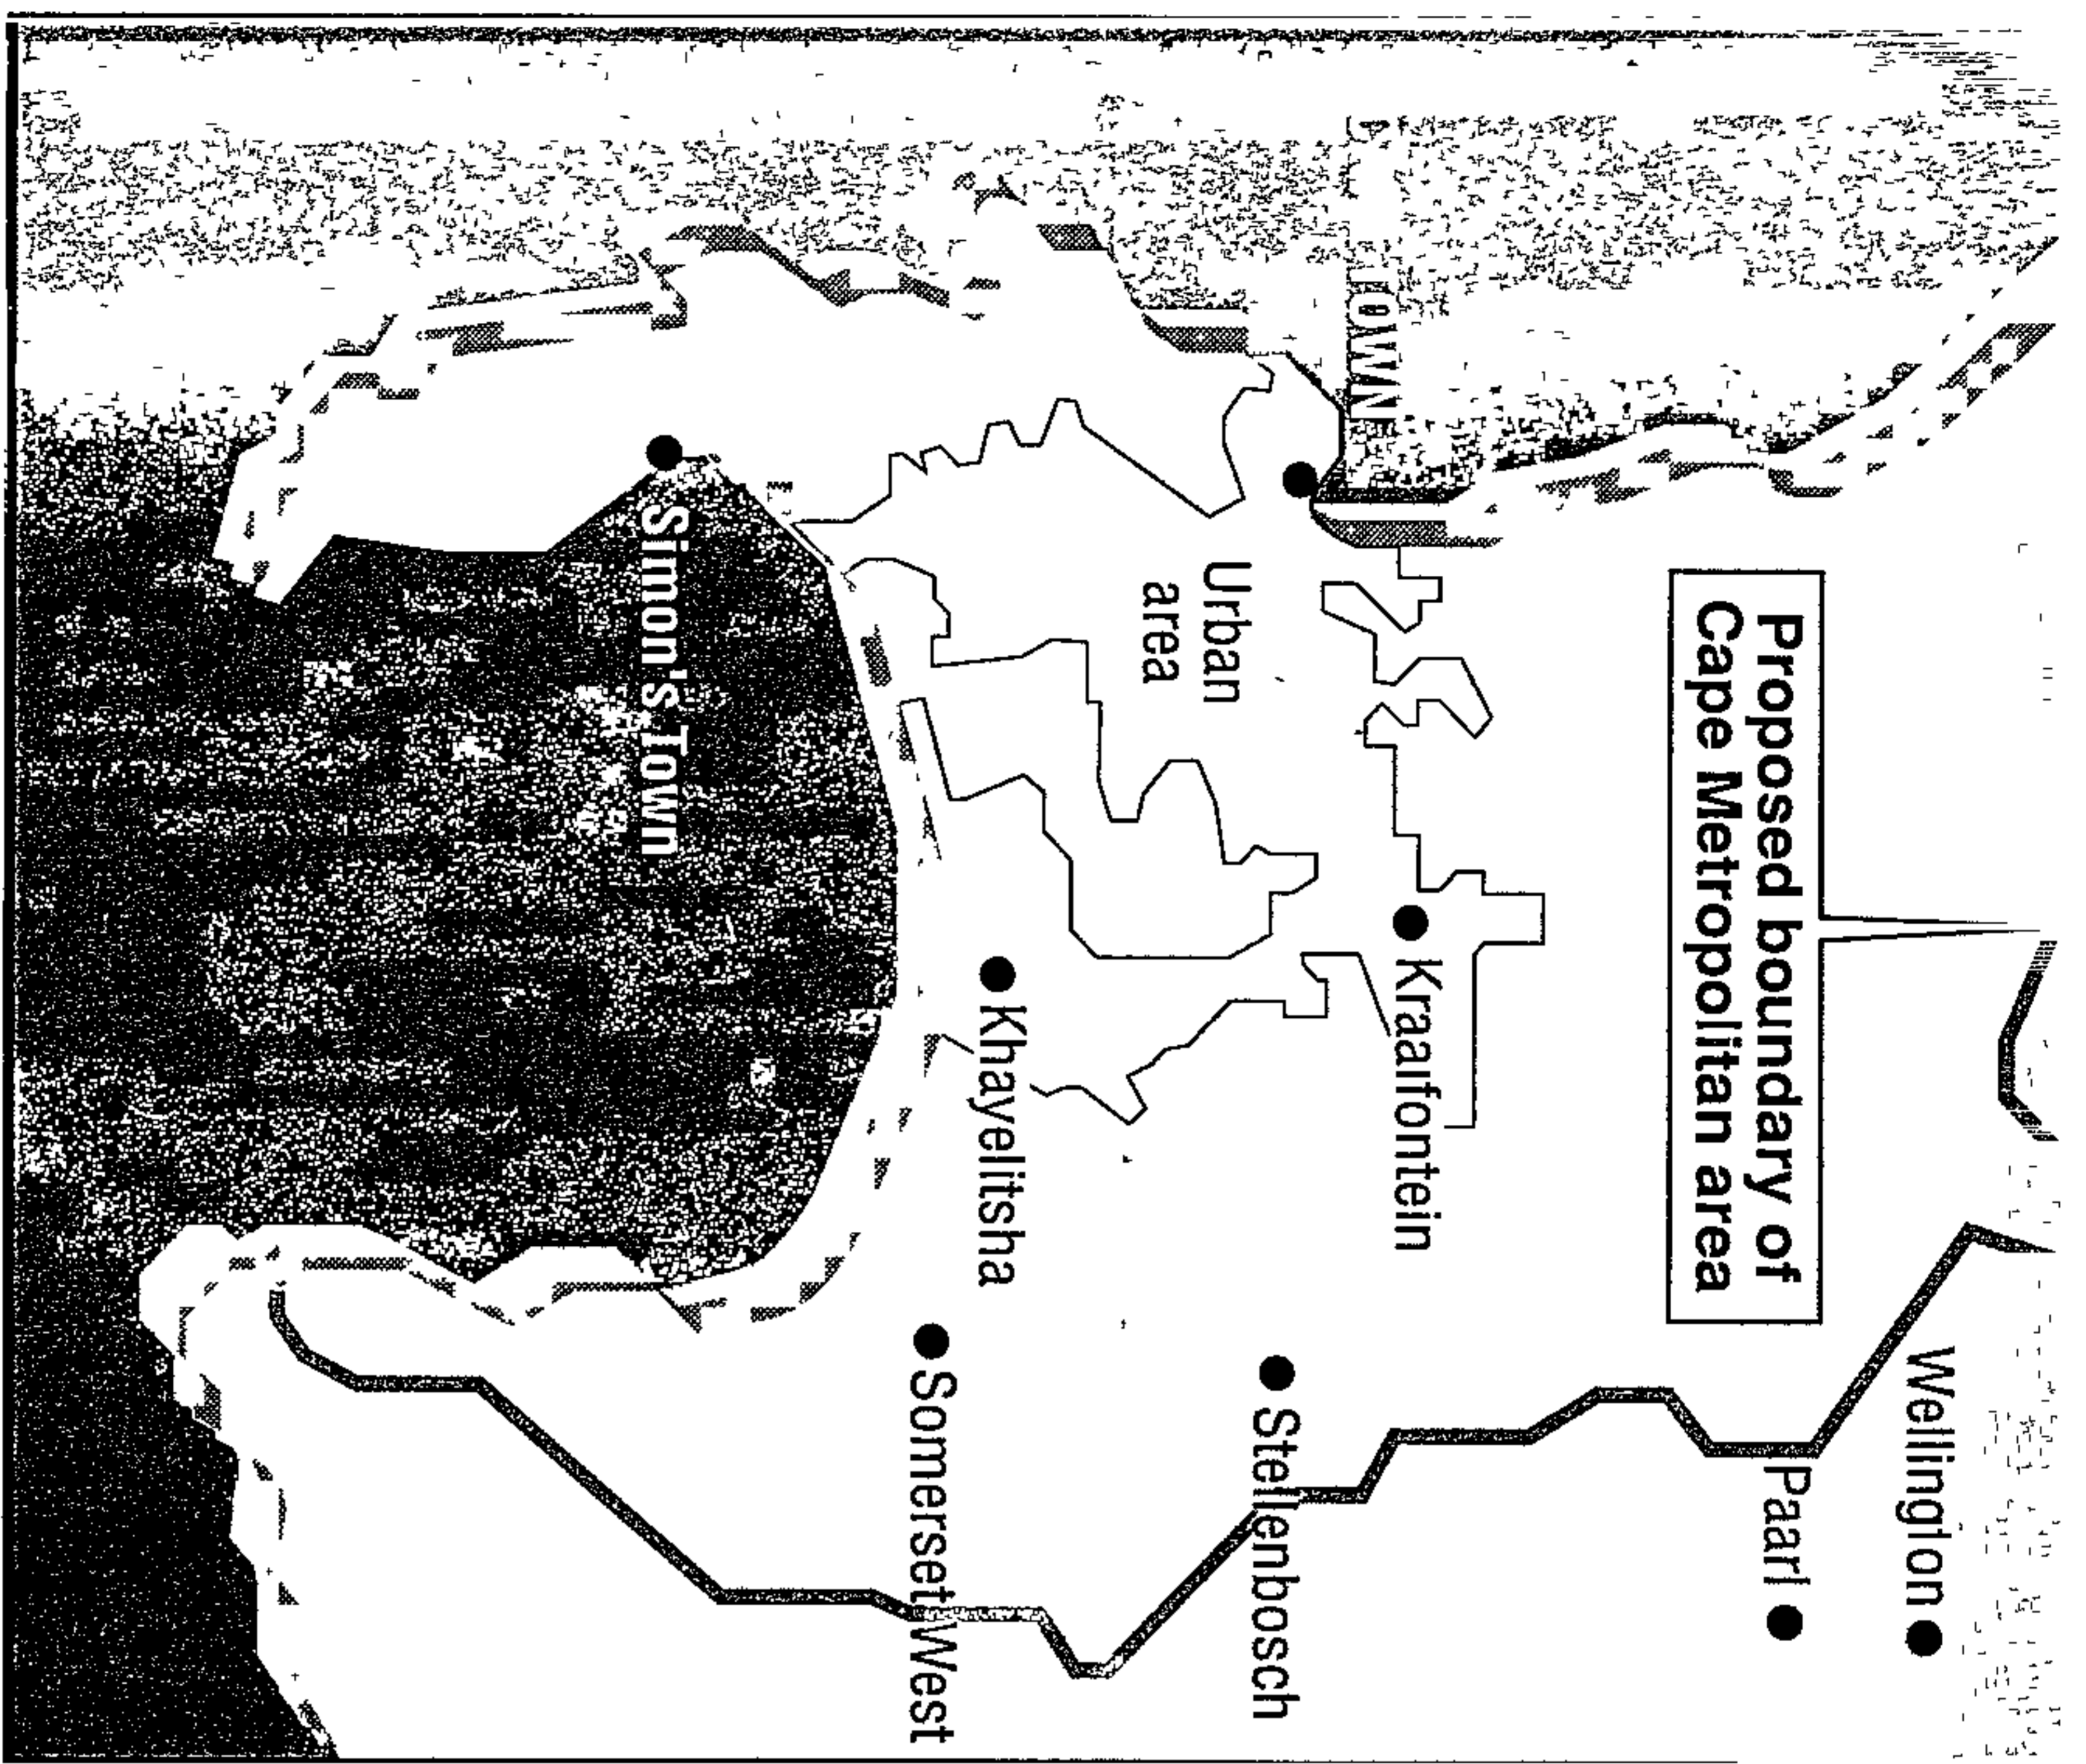 Proposed boundary of
Cape Metropolitan area
Wellington
Paarl
TOWN
Kraaifontein
Urban
area
Stellenbosch
Khayelitsha
Somerset West
Simon's Town